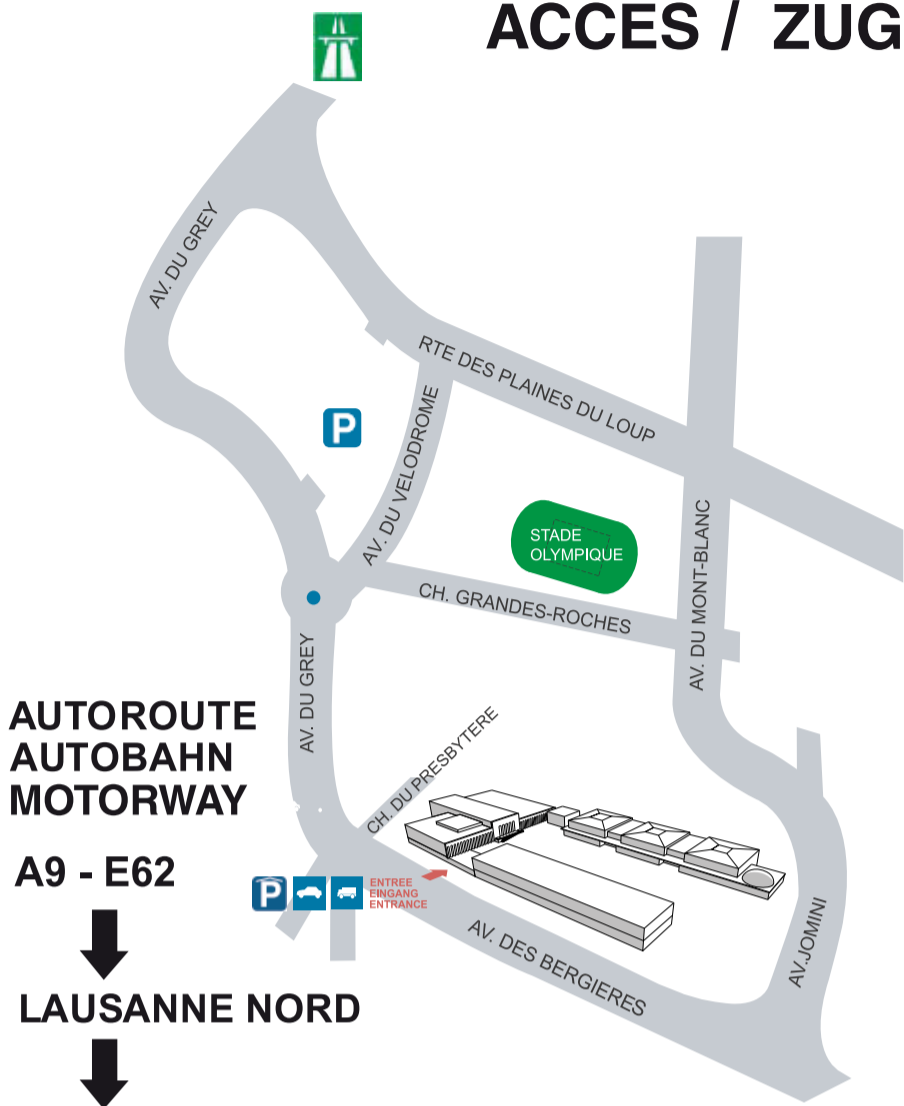 ACCES / ZUG
AV. DU GREY
RTE DES PLAINES DU LOUP
P
AV. DU VELODROME
STADE
OLYMPIQUE
AV. DU MONT-BLANC
CH. GRANDES-ROCHES
AV. DU GREY
AUTOROUTE
AUTOBAHN
MOTORWAY
CH. DU PRESBYTERE
A9 - E62
P
ENTREE
EINGANG
ENTRANCE
AV. DES BERGIERES
AV.JOMINI
LAUSANNE NORD